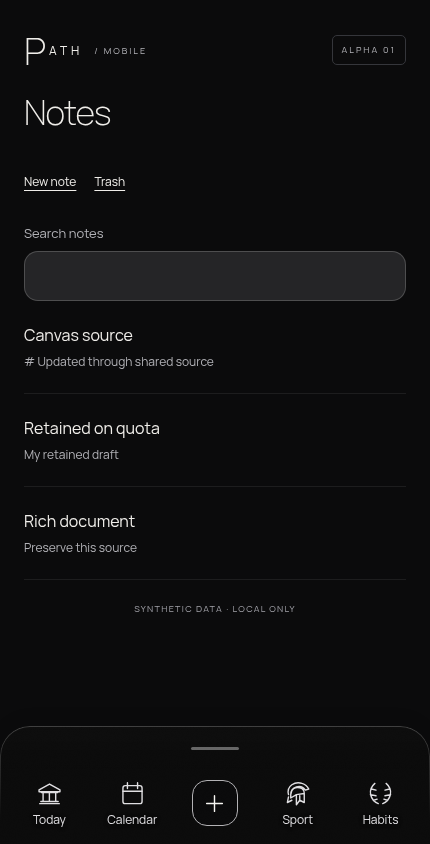 PATH / MOBILE
ALPHA 01
Notes
New note Trash
Search notes
Canvas source
# Updated through shared source
Retained on quota
My retained draft
Rich document
Preserve this source
SYNTHETIC DATA · LOCAL ONLY
Today Calendar Sport Habits